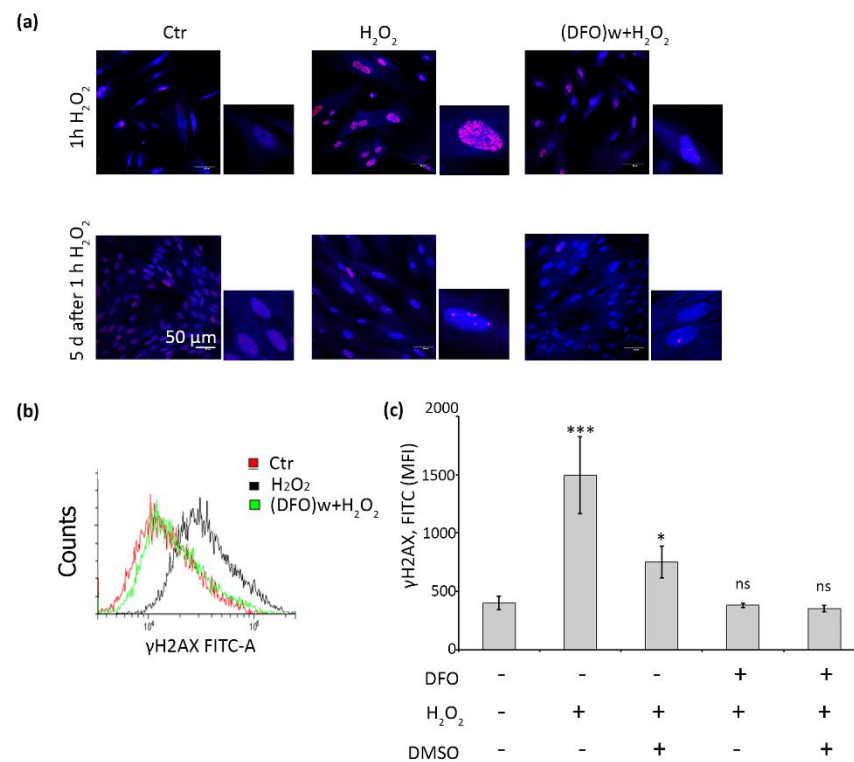 (a)
Ctr H₂O₂ (DFO)w+H₂O₂
1h H₂O₂
5 d after 1 h H₂O₂
50 µm
(b)
Ctr
H₂O₂
(DFO)w+H₂O₂
Counts
10⁴
γH2AX FITC-A
(c)
γH2AX, FITC (MFI)
2000
1500
1000
500
0
***
*
ns
ns
DFO - - - + +
H₂O₂ - + + + +
DMSO - - + - +